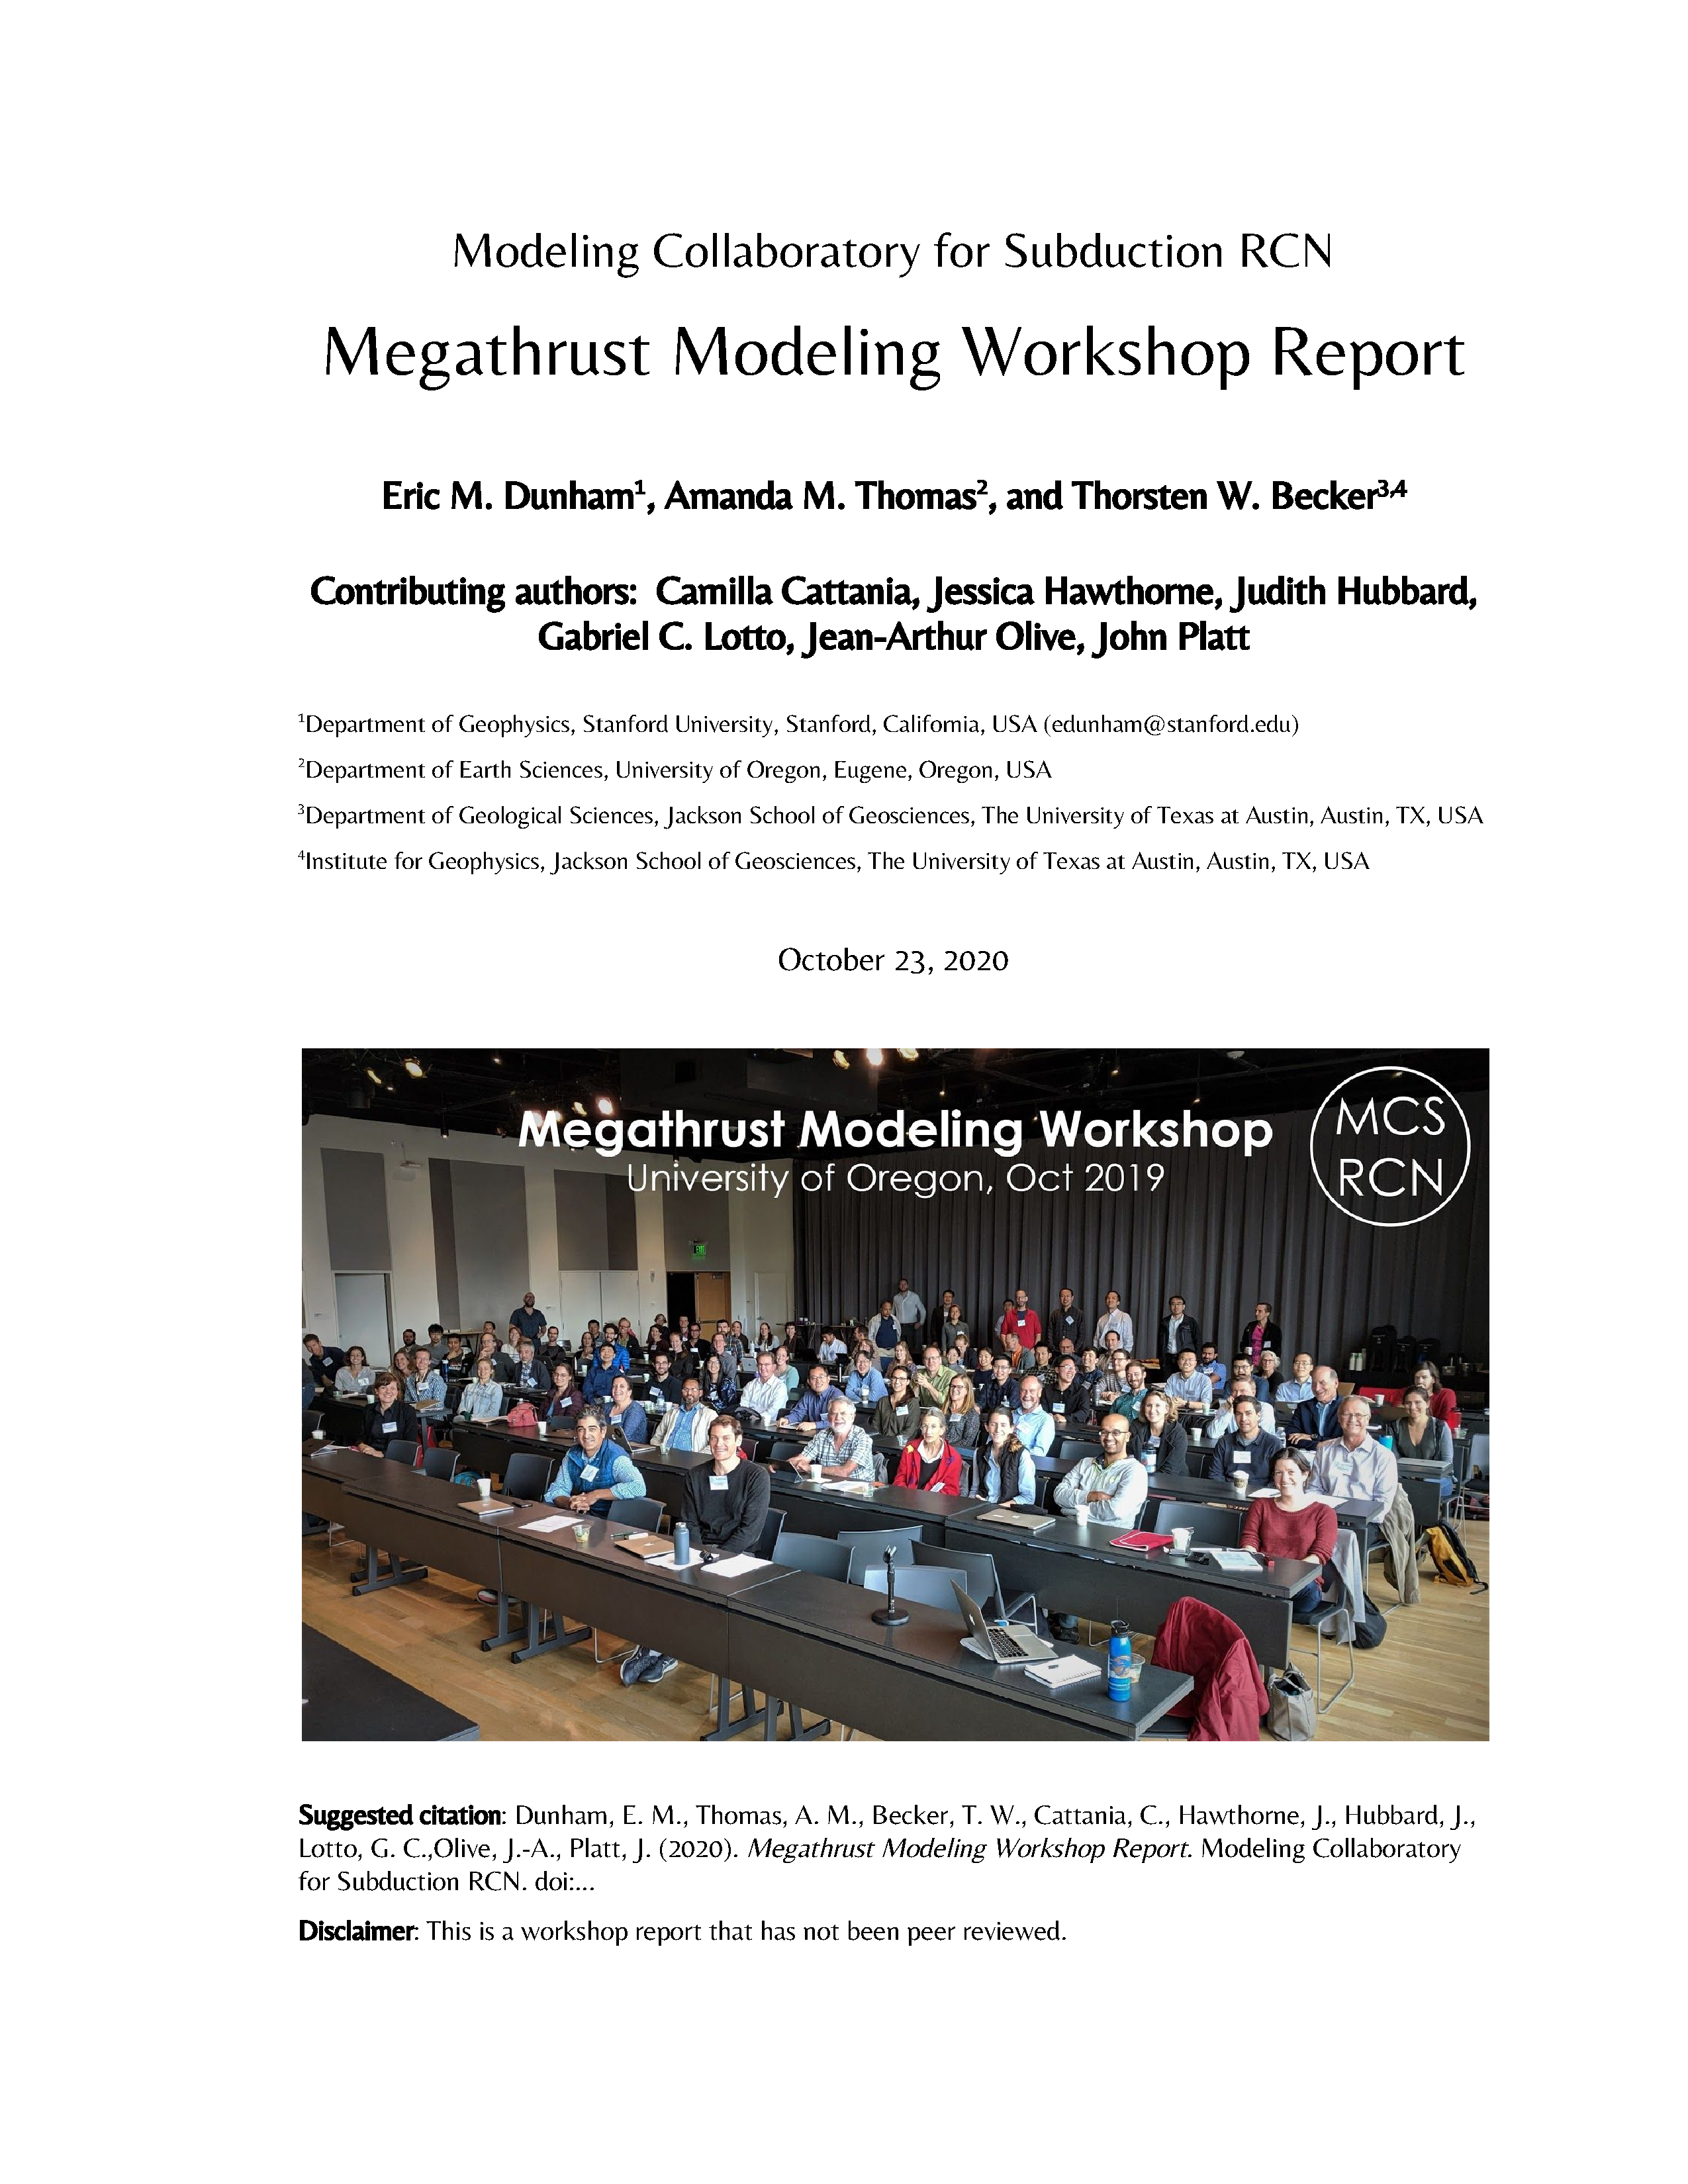 Modeling Collaboratory for Subduction RCN
Megathrust Modeling Workshop Report
Eric M. Dunham1, Amanda M. Thomas2, and Thorsten W. Becker3,4
Contributing authors:  Camilla Cattania, Jessica Hawthorne, Judith Hubbard,
Gabriel C. Lotto, Jean-Arthur Olive, John Platt
1Department of Geophysics, Stanford University, Stanford, California, USA (edunham@stanford.edu)
2Department of Earth Sciences, University of Oregon, Eugene, Oregon, USA
3Department of Geological Sciences, Jackson School of Geosciences, The University of Texas at Austin, Austin, TX, USA
4Institute for Geophysics, Jackson School of Geosciences, The University of Texas at Austin, Austin, TX, USA
October 23, 2020
Megathrust Modeling Workshop
University of Oregon, Oct 2019
MCS
RCN
EXIT
Suggested citation: Dunham, E. M., Thomas, A. M., Becker, T. W., Cattania, C., Hawthorne, J., Hubbard, J.,
Lotto, G. C.,Olive, J.-A., Platt, J. (2020). Megathrust Modeling Workshop Report. Modeling Collaboratory
for Subduction RCN. doi:...
Disclaimer: This is a workshop report that has not been peer reviewed.